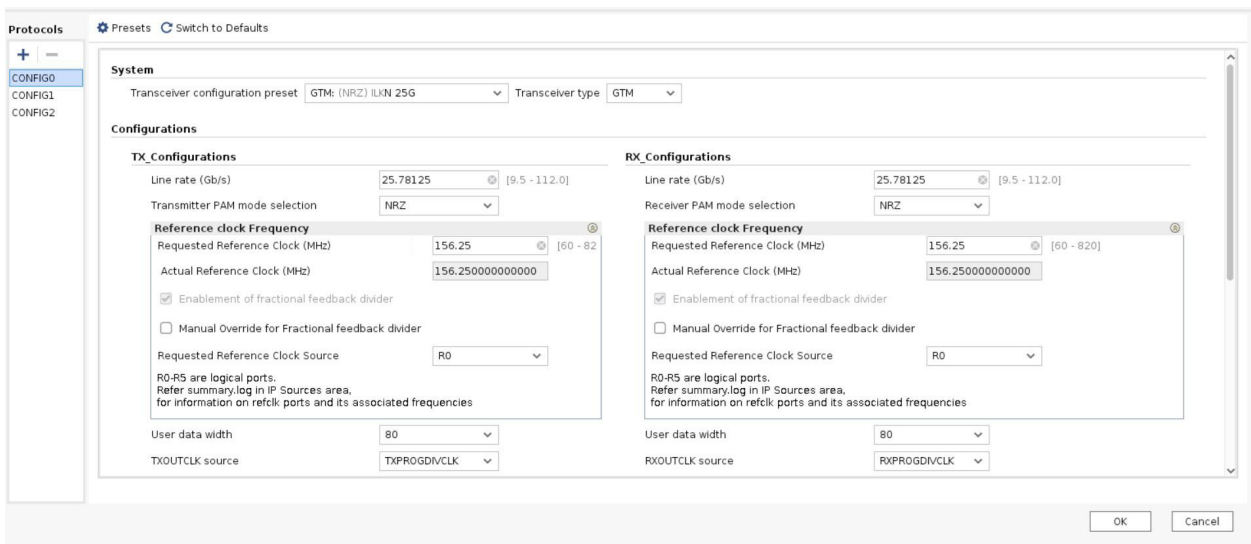 Protocols
Presets Switch to Defaults
CONFIG0
CONFIG1
CONFIG2
System
Transceiver configuration preset GTM: (NRZ) ILKN 25G Transceiver type GTM
Configurations
TX_Configurations
Line rate (Gb/s) 25.78125 [9.5 - 112.0]
Transmitter PAM mode selection NRZ
Reference clock Frequency
Requested Reference Clock (MHz) 156.25 [60 - 82
Actual Reference Clock (MHz) 156.250000000000
Enablement of fractional feedback divider
Manual Override for Fractional feedback divider
Requested Reference Clock Source R0
R0-R5 are logical ports.
Refer summary.log in IP Sources area,
for information on refclk ports and its associated frequencies
User data width 80
TXOUTCLK source TXPROGDIVCLK
RX_Configurations
Line rate (Gb/s) 25.78125 [9.5 - 112.0]
Receiver PAM mode selection NRZ
Reference clock Frequency
Requested Reference Clock (MHz) 156.25 [60 - 820]
Actual Reference Clock (MHz) 156.250000000000
Enablement of fractional feedback divider
Manual Override for Fractional feedback divider
Requested Reference Clock Source R0
R0-R5 are logical ports.
Refer summary.log in IP Sources area,
for information on refclk ports and its associated frequencies
User data width 80
RXOUTCLK source RXPROGDIVCLK
OK Cancel